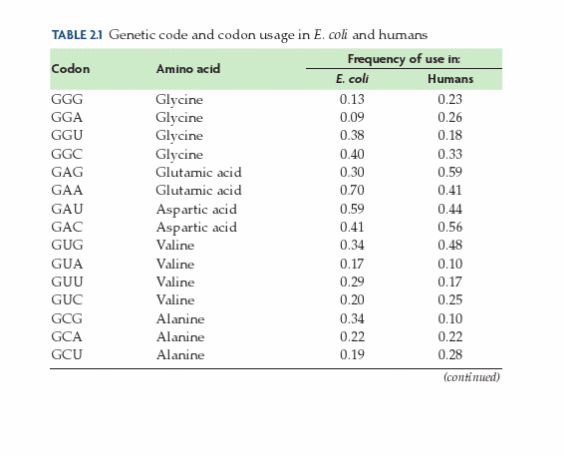 TABLE 2.1 Genetic code and codon usage in E. coli and humans
Frequency of use in:
Codon Amino acid E. coli Humans
GGG Glycine 0.13 0.23
GGA Glycine 0.09 0.26
GGU Glycine 0.38 0.18
GGC Glycine 0.40 0.33
GAG Glutamic acid 0.30 0.59
GAA Glutamic acid 0.70 0.41
GAU Aspartic acid 0.59 0.44
GAC Aspartic acid 0.41 0.56
GUG Valine 0.34 0.48
GUA Valine 0.17 0.10
GUU Valine 0.29 0.17
GUC Valine 0.20 0.25
GCG Alanine 0.34 0.10
GCA Alanine 0.22 0.22
GCU Alanine 0.19 0.28
(continued)